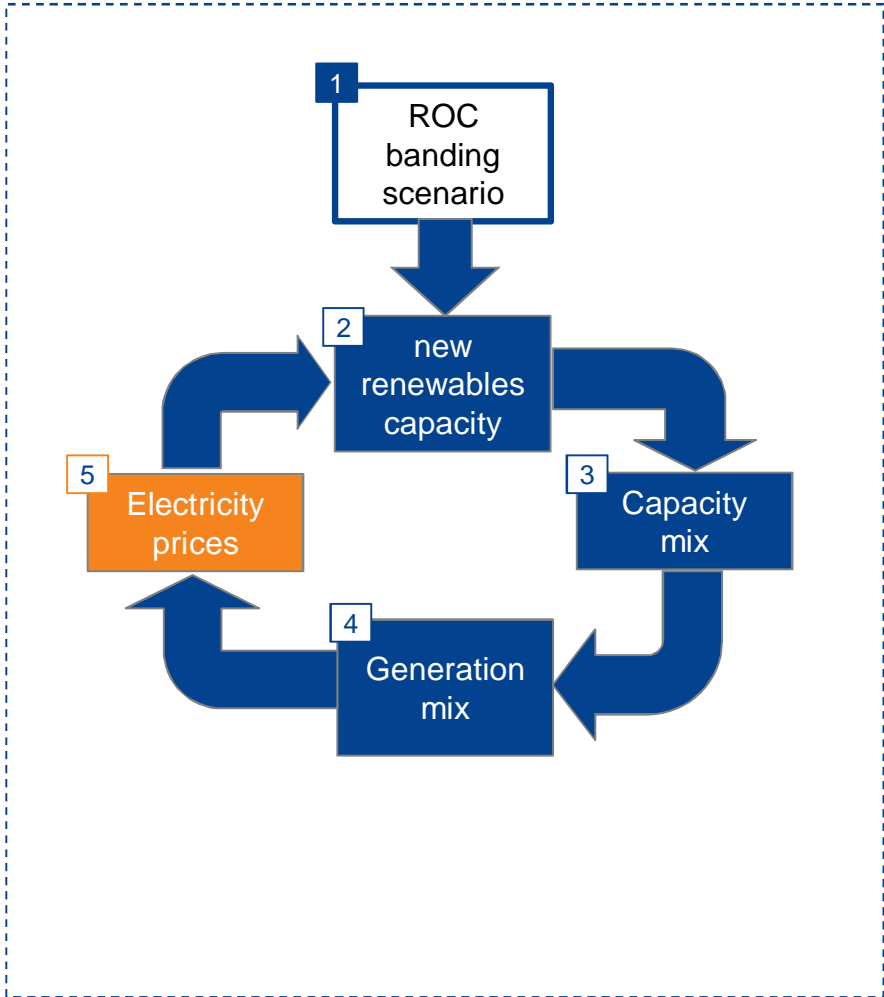 1
ROC
banding
scenario
2
new
renewables
capacity
3
Capacity
mix
4
Generation
mix
5
Electricity
prices